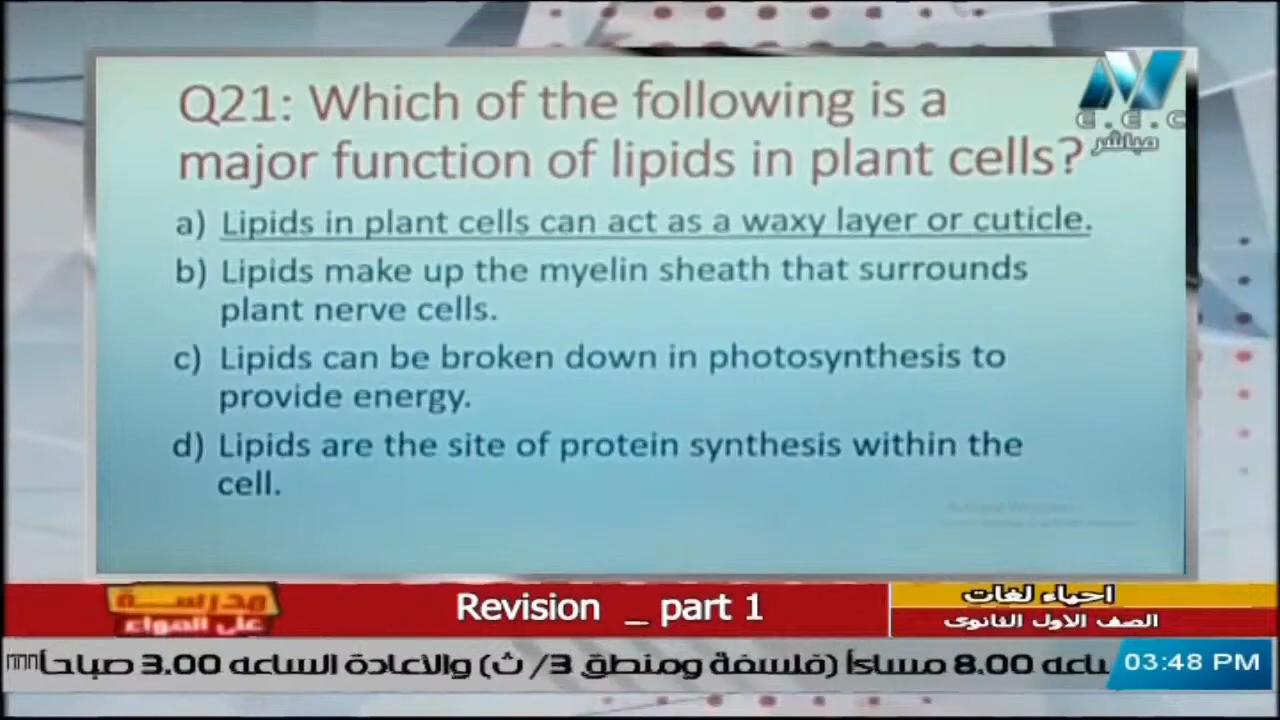 Q21: Which of the following is a
major function of lipids in plant cells?
a) Lipids in plant cells can act as a waxy layer or cuticle.
b) Lipids make up the myelin sheath that surrounds
plant nerve cells.
c) Lipids can be broken down in photosynthesis to
provide energy.
d) Lipids are the site of protein synthesis within the
cell.
E.E.C
مباشر
مدرسة
على الهواء
Revision _ part 1
احياء لغات
الصف الاول الثانوى
ساعه 8.00 مساءاً (فلسفة ومنطق 3/ ث) والاعادة الساعه 3.00 صباحاً
03:48 PM